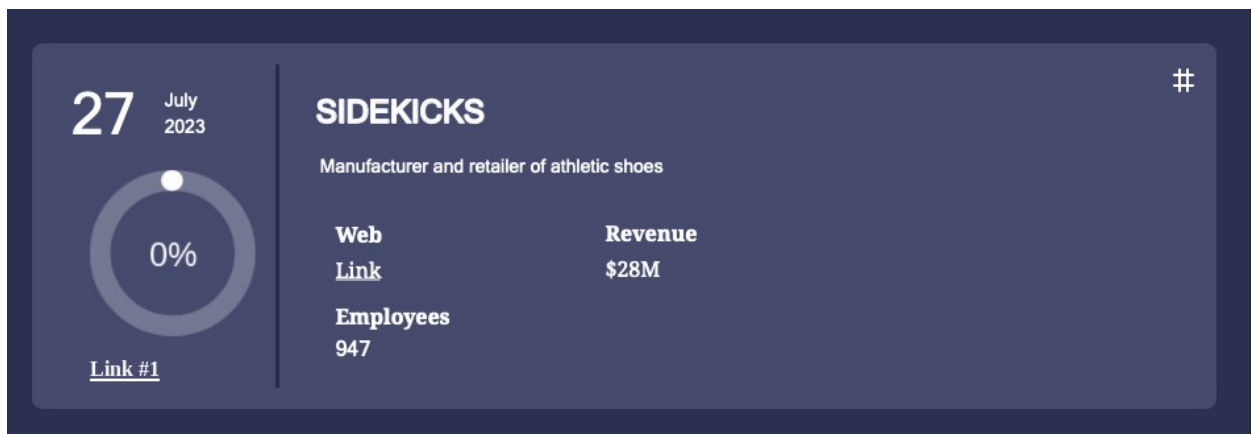 27
July
2023
0%
Link #1
#
SIDEKICKS
Manufacturer and retailer of athletic shoes
Web
Link
Revenue
$28M
Employees
947